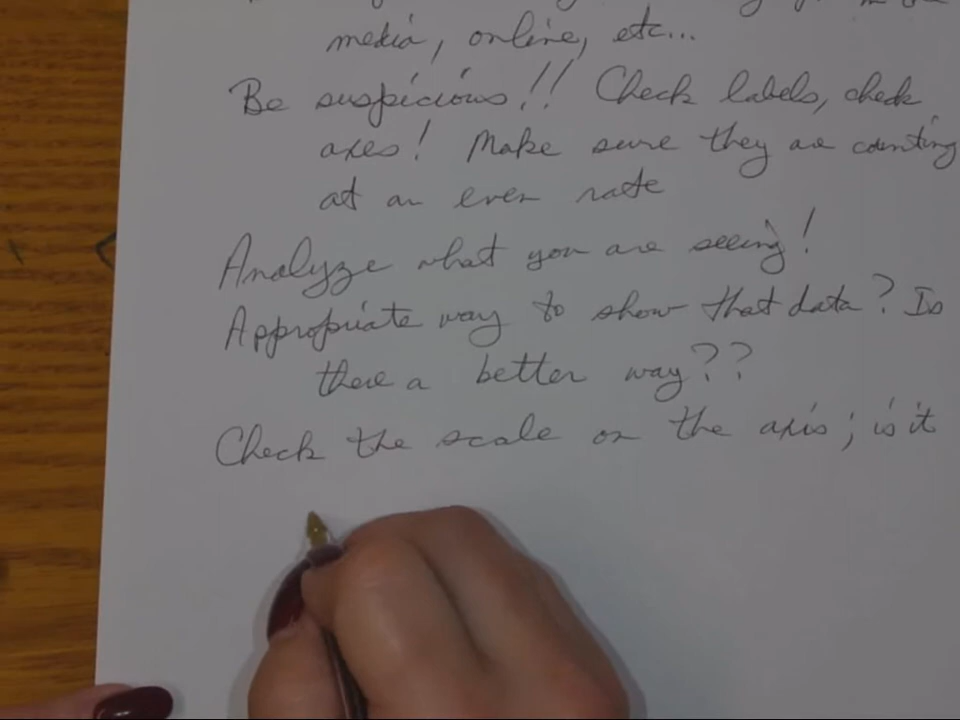 media, online, etc...
Be suspicious!! Check labels, check
axes! Make sure they are counting
at an even rate
Analyze what you are seeing!
Appropriate way to show that data? Is
there a better way??
Check the scale on the axis; is it